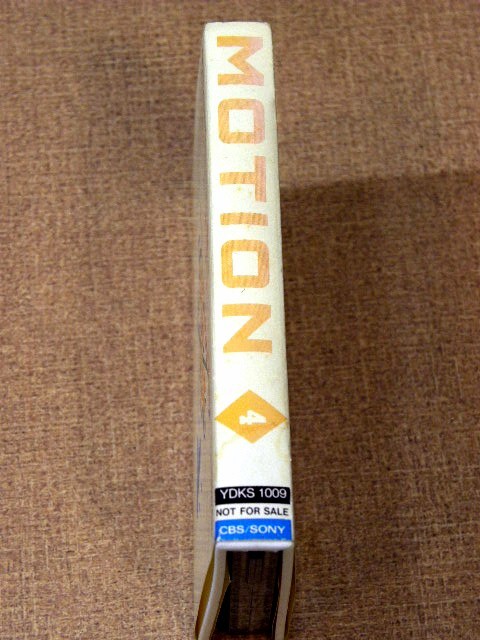 MOTION
4
YDKS 1009
NOT FOR SALE
CBS/SONY